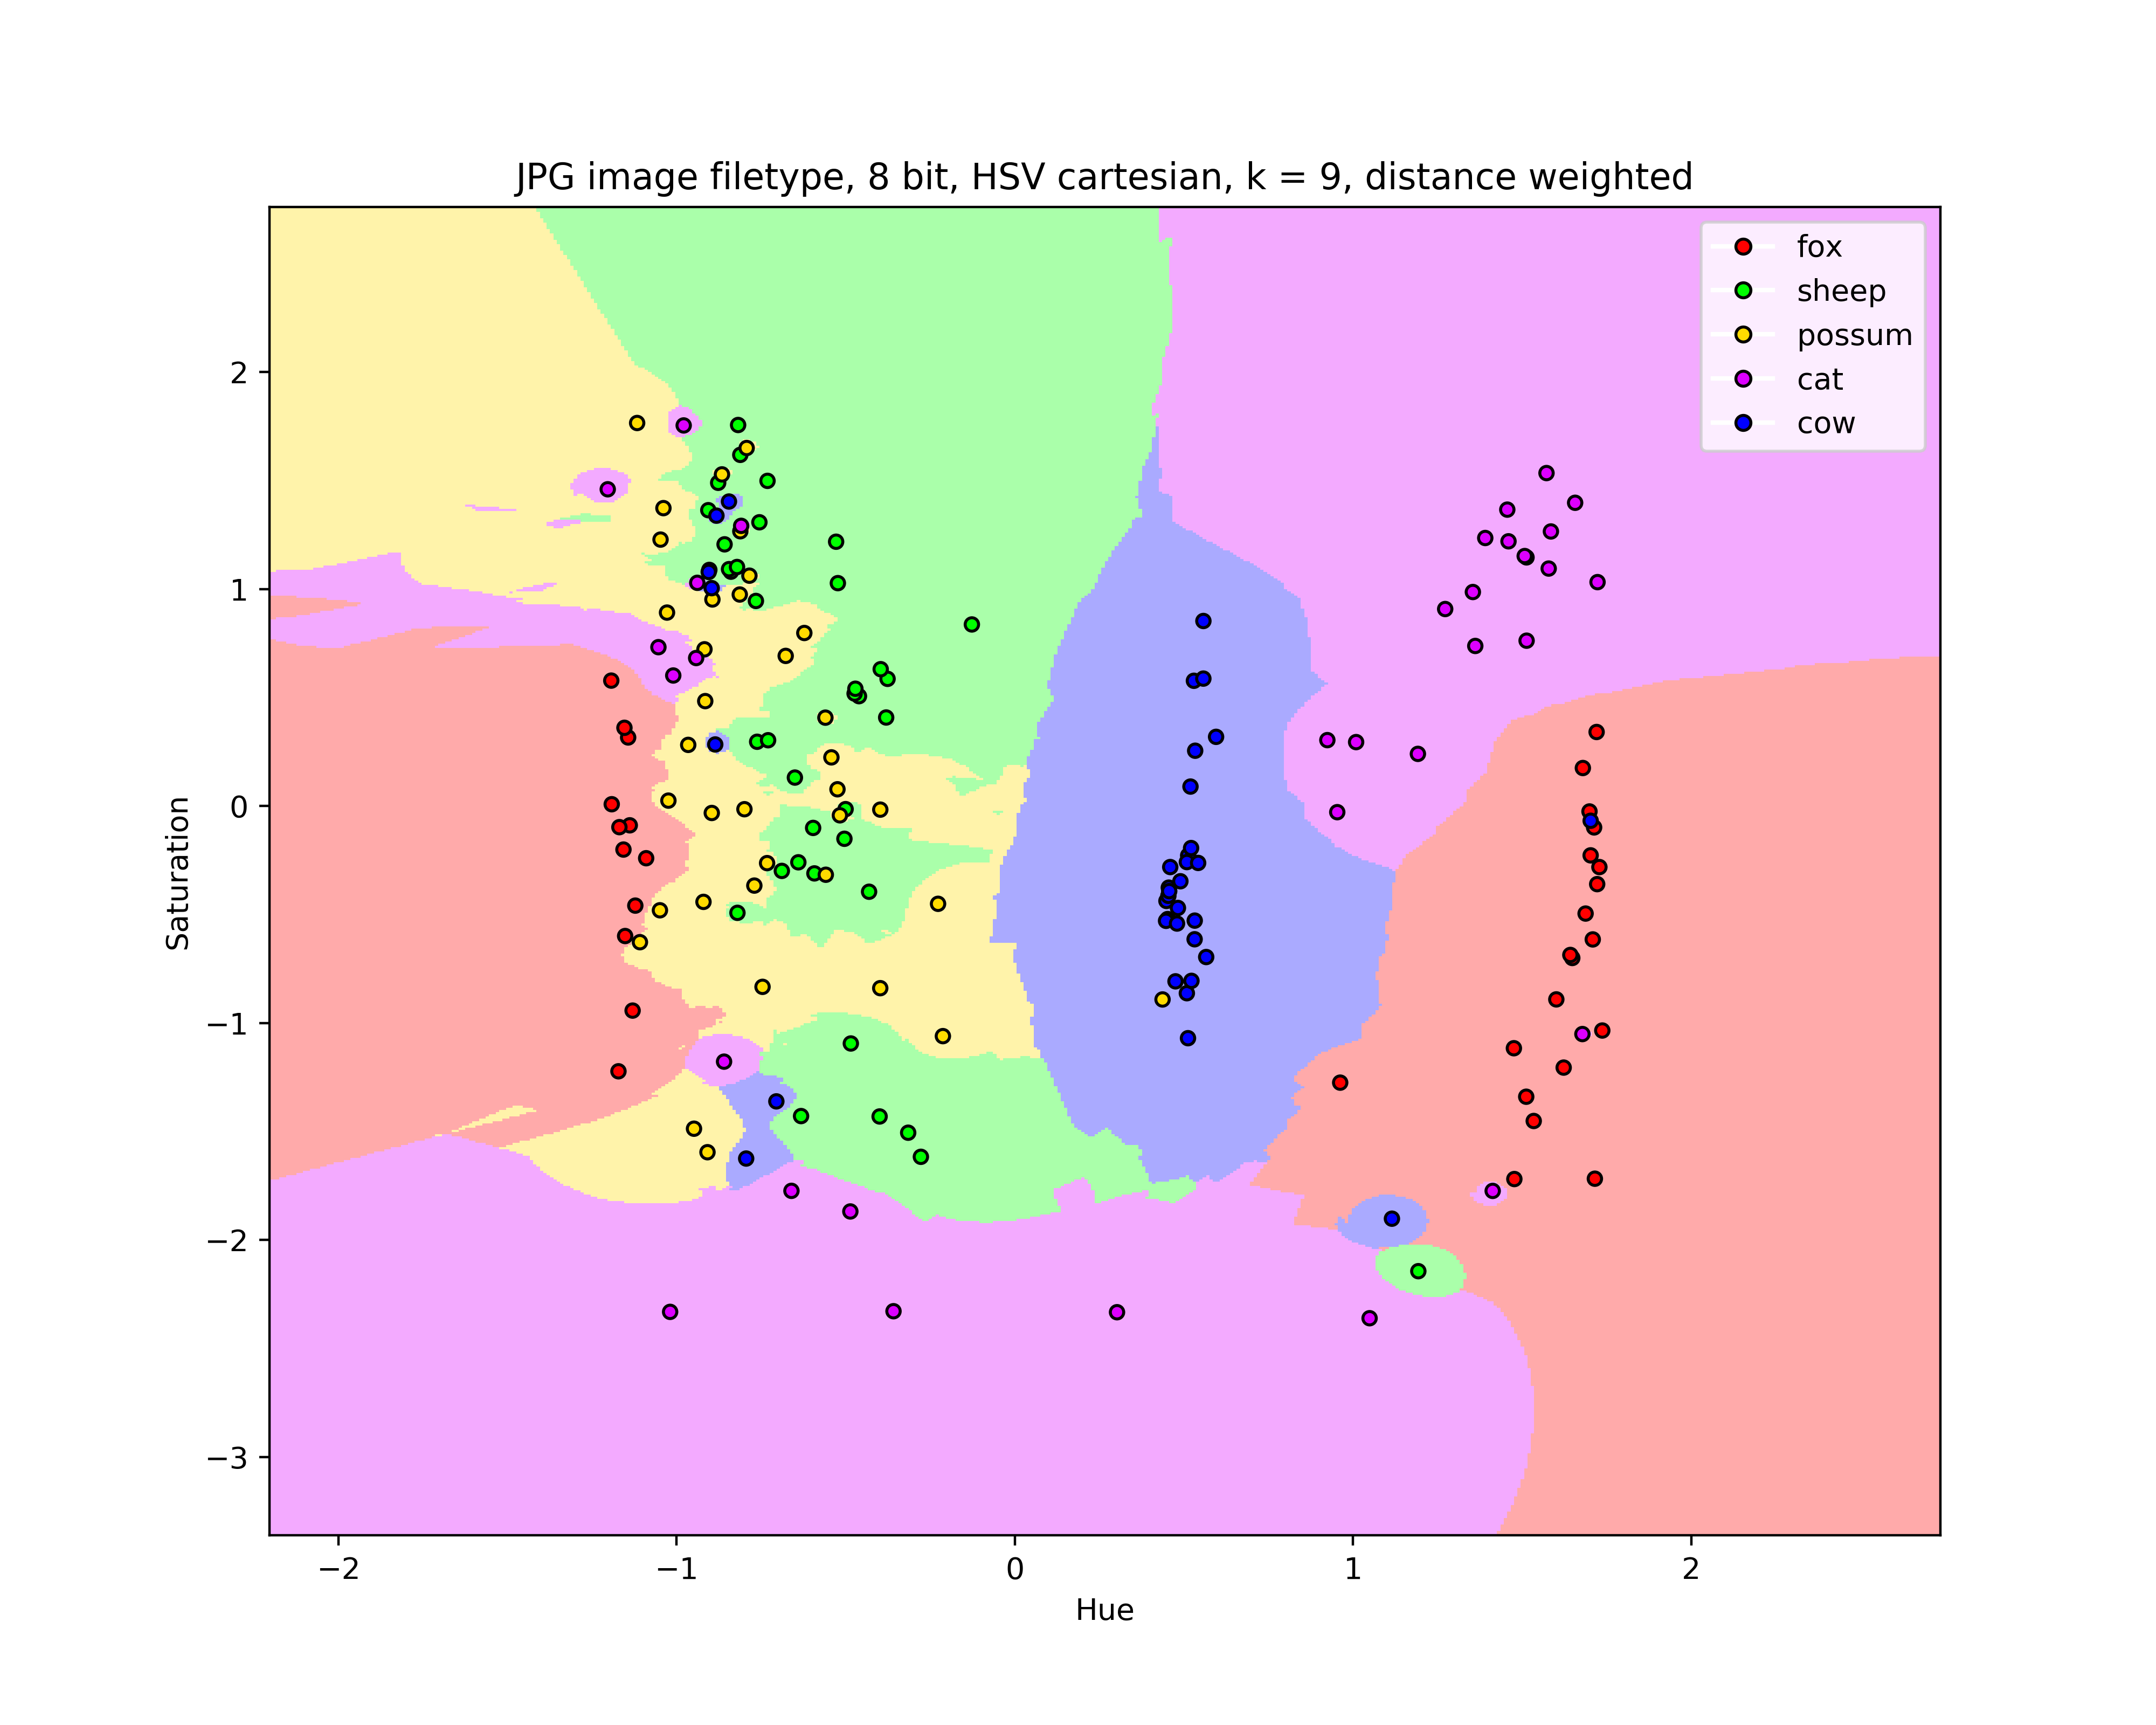 JPG image filetype, 8 bit, HSV cartesian, k = 9, distance weighted
fox
sheep
possum
cat
cow
2
1
0
−1
−2
−3
Saturation
−2
−1
0
1
2
Hue